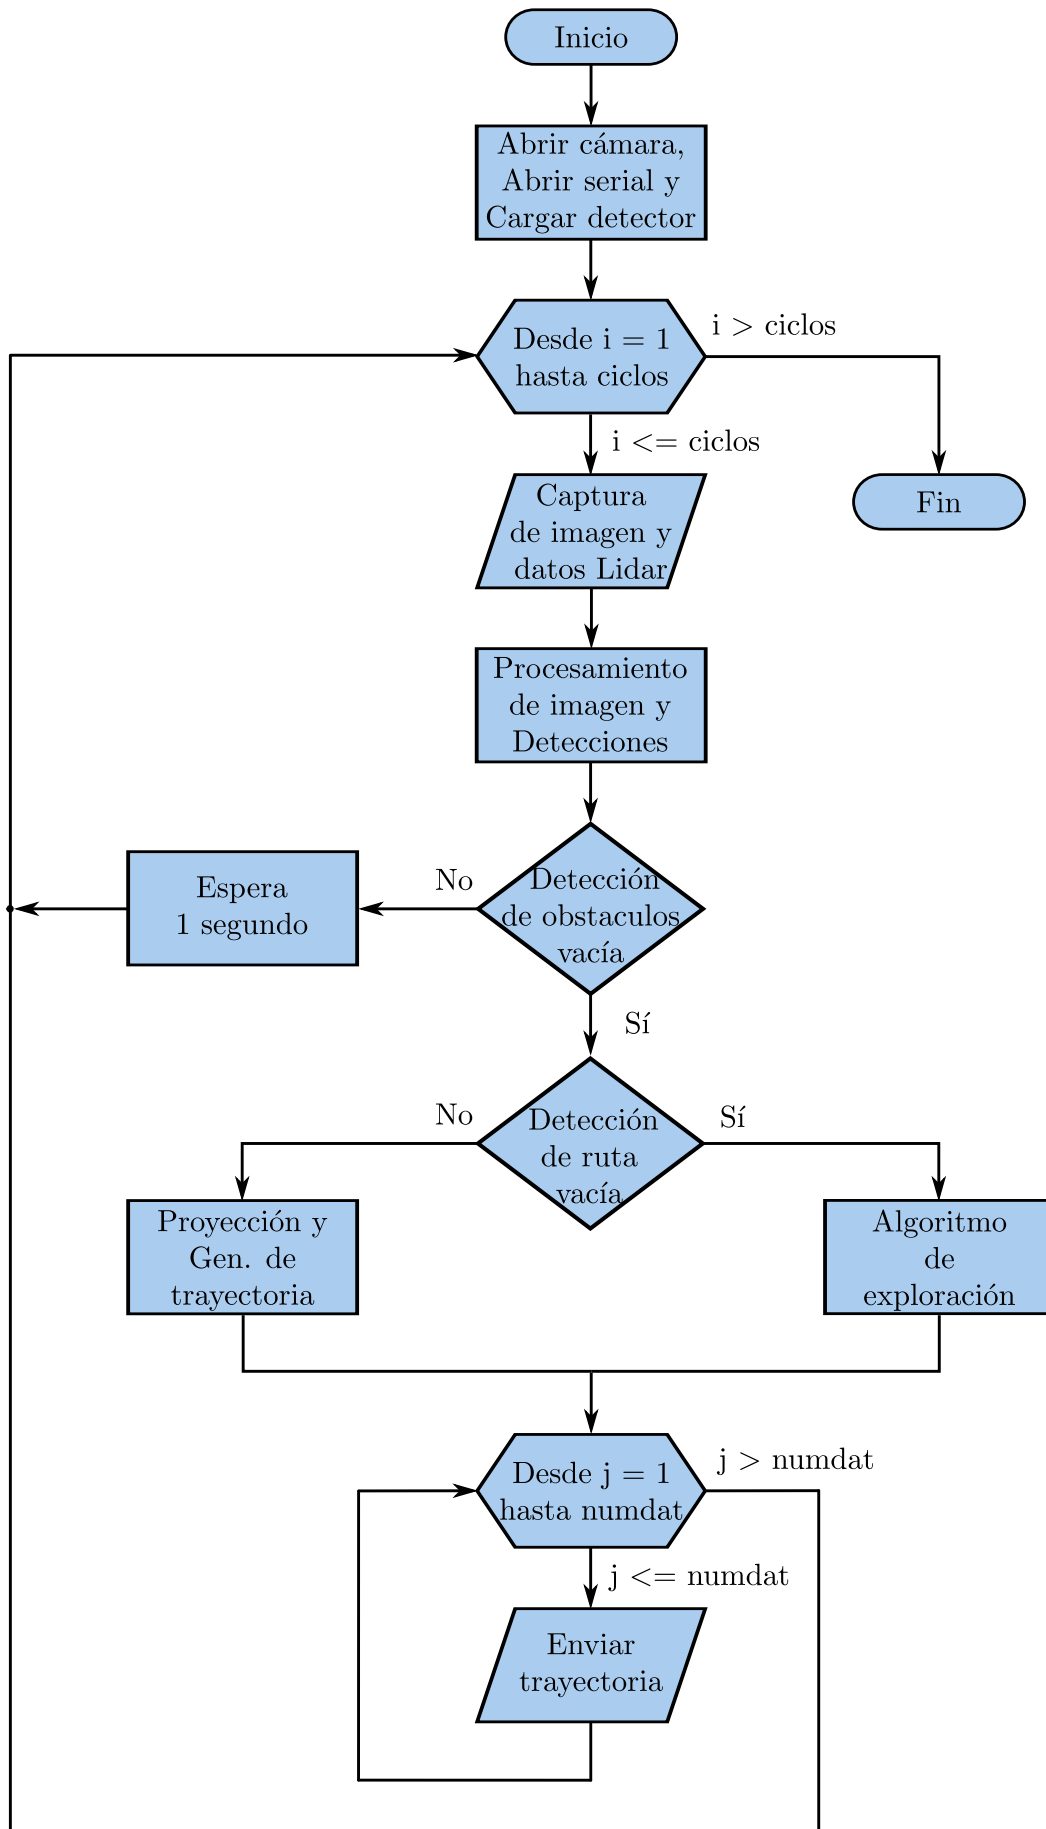 Inicio
Abrir cámara,
Abrir serial y
Cargar detector
Desde i = 1
hasta ciclos
i > ciclos
i <= ciclos
Captura
de imagen y
datos Lidar
Fin
Procesamiento
de imagen y
Detecciones
Detección
de obstaculos
vacía
No
Espera
1 segundo
Sí
Detección
de ruta
vacía
No
Sí
Proyección y
Gen. de
trayectoria
Algoritmo
de
exploración
Desde j = 1
hasta numdat
j > numdat
j <= numdat
Enviar
trayectoria